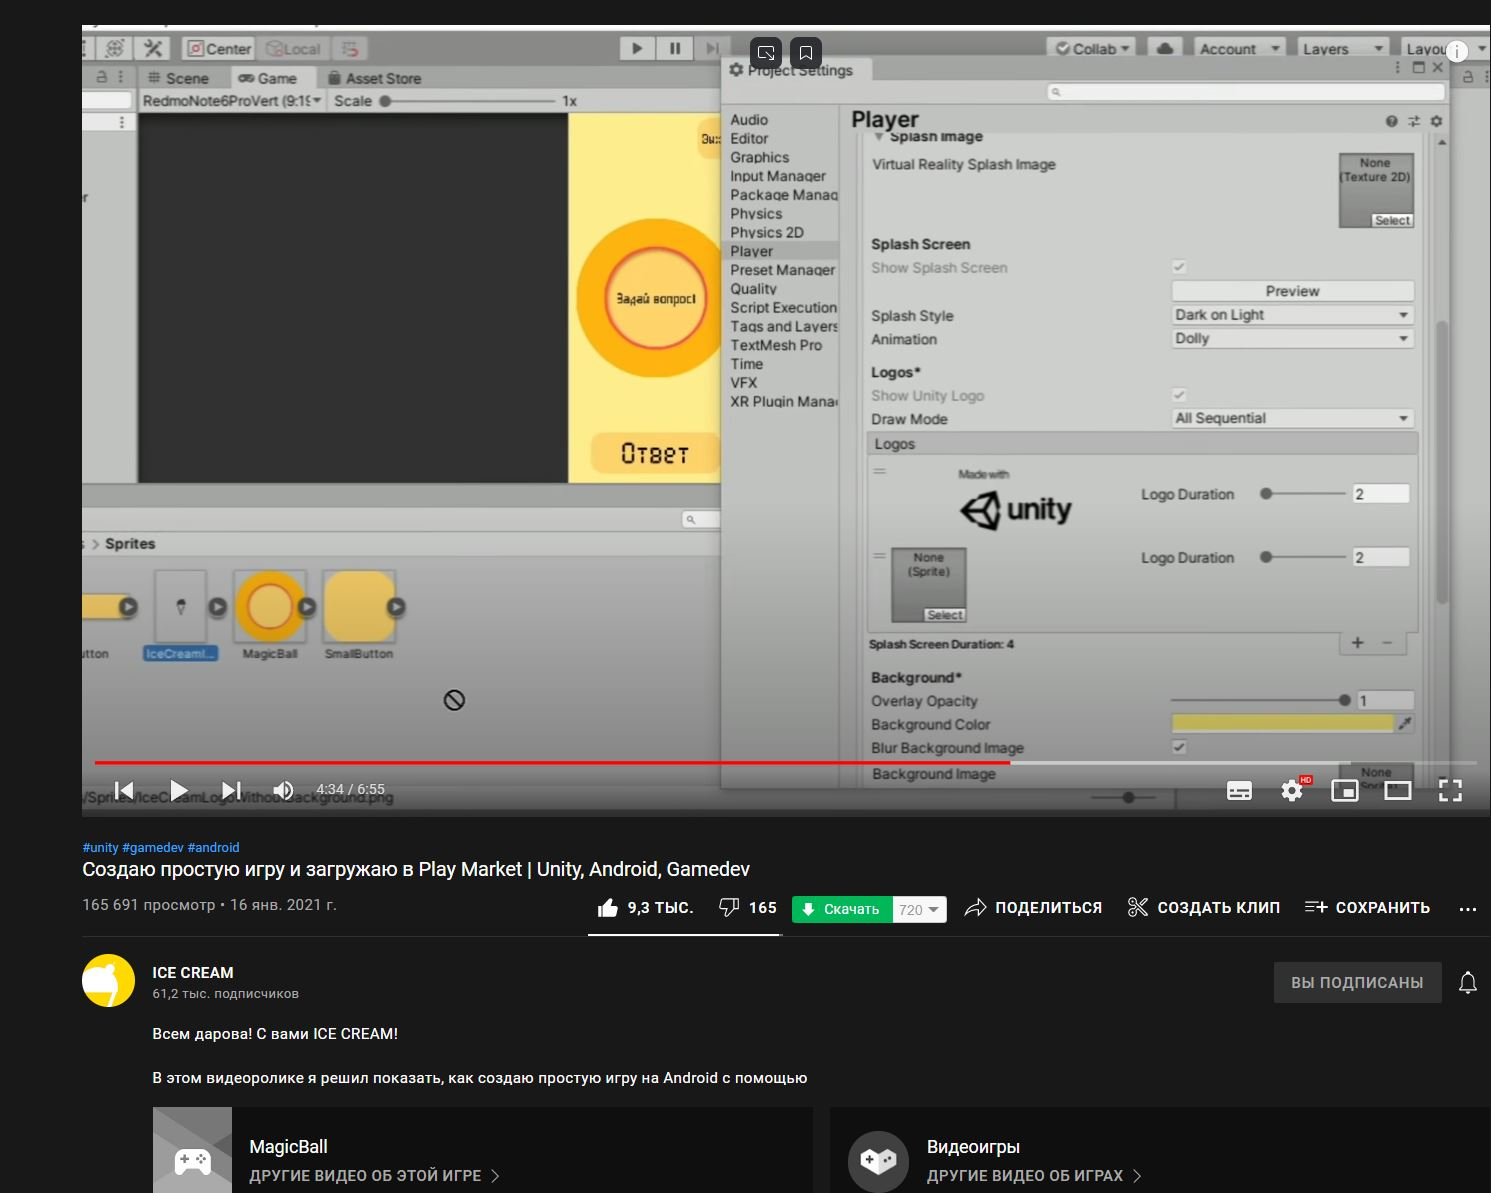 Center
Local
Collab
Account
Layers
Layou
Scene
Game
Asset Store
Project Settings
RedmoNote6ProVert (9:19
Scale
1x
Задай вопрос!
Ответ
Audio
Editor
Graphics
Input Manager
Package Manag
Physics
Physics 2D
Player
Preset Manager
Quality
Script Execution
Tags and Layers
TextMesh Pro
Time
VFX
XR Plugin Mana
Player
Splash Image
Virtual Reality Splash Image
None
(Texture 2D)
Select
Splash Screen
Show Splash Screen
Preview
Splash Style
Dark on Light
Animation
Dolly
Logos*
Show Unity Logo
Draw Mode
All Sequential
Logos
Made with
unity
Logo Duration
2
None
(Sprite)
Select
Logo Duration
2
Splash Screen Duration: 4
Background*
Overlay Opacity
1
Background Color
Blur Background Image
Background Image
None
> Sprites
utton
IceCreamL...
MagicBall
SmallButton
4:34 / 6:55
HD
/Sprites/IceCreamLogoWithoutBackground.png
#unity #gamedev #android
Создаю простую игру и загружаю в Play Market | Unity, Android, Gamedev
165 691 просмотр • 16 янв. 2021 г.
9,3 ТЫС.
165
Скачать
720
ПОДЕЛИТЬСЯ
СОЗДАТЬ КЛИП
СОХРАНИТЬ
ICE CREAM
61,2 тыс. подписчиков
ВЫ ПОДПИСАНЫ
Всем дарова! С вами ICE CREAM!
В этом видеоролике я решил показать, как создаю простую игру на Android с помощью
MagicBall
ДРУГИЕ ВИДЕО ОБ ЭТОЙ ИГРЕ
Видеоигры
ДРУГИЕ ВИДЕО ОБ ИГРАХ